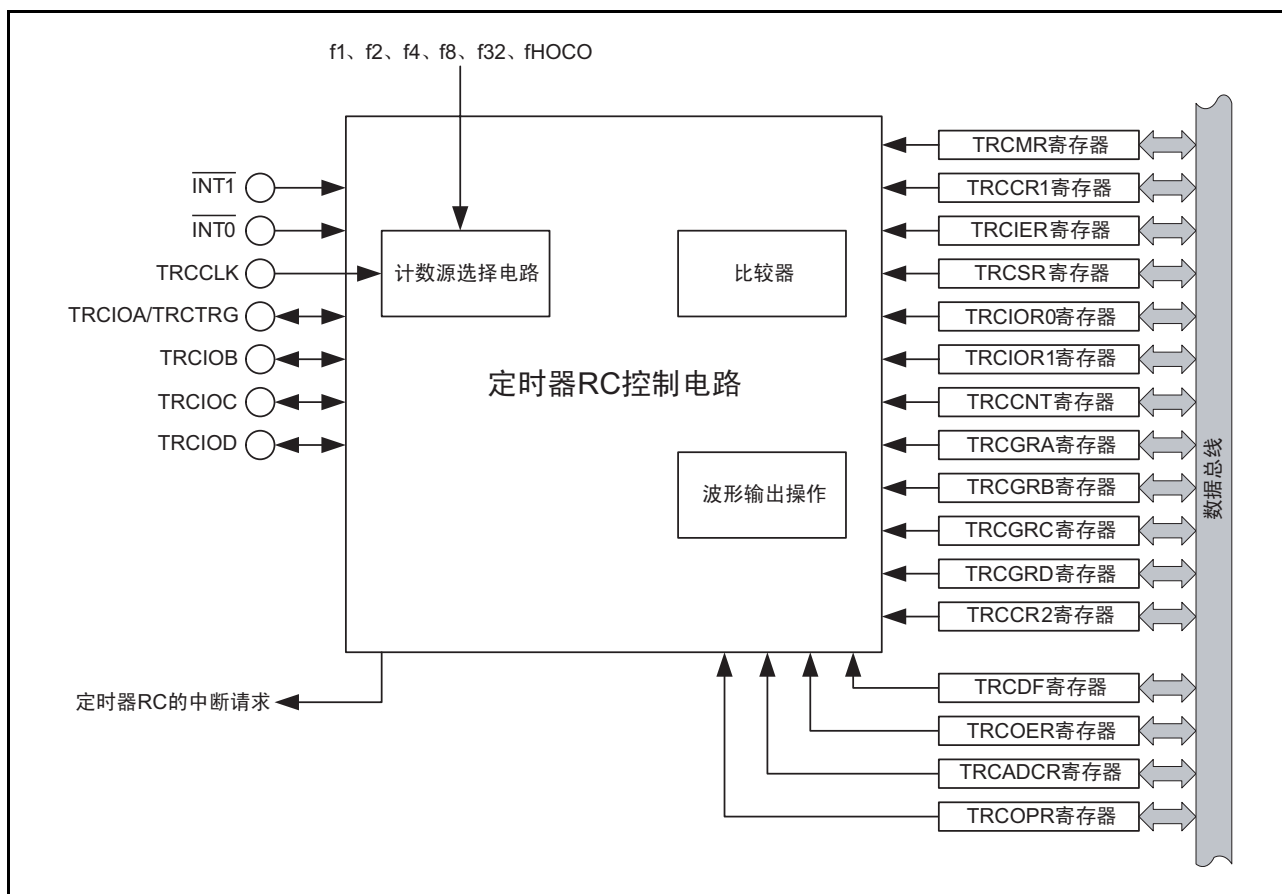 f1、f2、f4、f8、f32、fHOCO
INT1
INT0
TRCCLK
TRCIOA/TRCTRG
TRCIOB
TRCIOC
TRCIOD
计数源选择电路
比较器
定时器RC控制电路
波形输出操作
定时器RC的中断请求
TRCMR寄存器
TRCCR1寄存器
TRCIER寄存器
TRCSR寄存器
TRCIOR0寄存器
TRCIOR1寄存器
TRCCNT寄存器
TRCGRA寄存器
TRCGRB寄存器
TRCGRC寄存器
TRCGRD寄存器
TRCCR2寄存器
TRCDF寄存器
TRCOER寄存器
TRCADCR寄存器
TRCOPR寄存器
数据总线